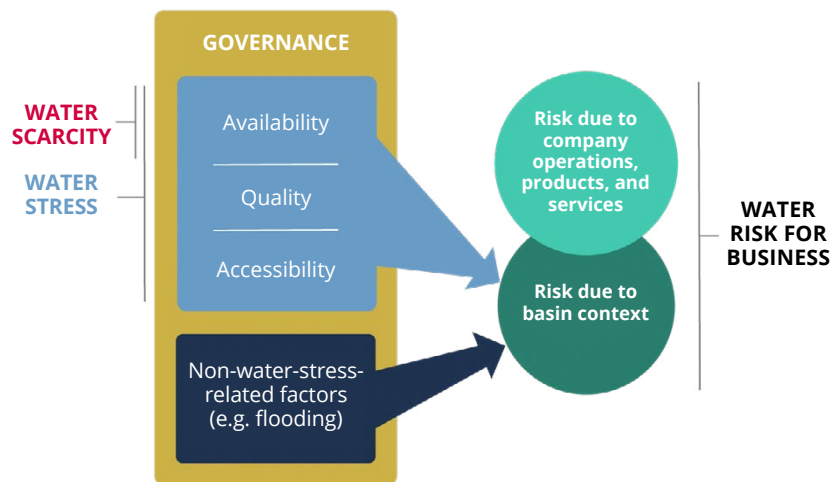 GOVERNANCE
WATER
SCARCITY
WATER
STRESS
Availability
Quality
Accessibility
Non-water-stress-
related factors
(e.g. flooding)
Risk due to
company
operations,
products, and
services
Risk due to
basin context
WATER
RISK FOR
BUSINESS